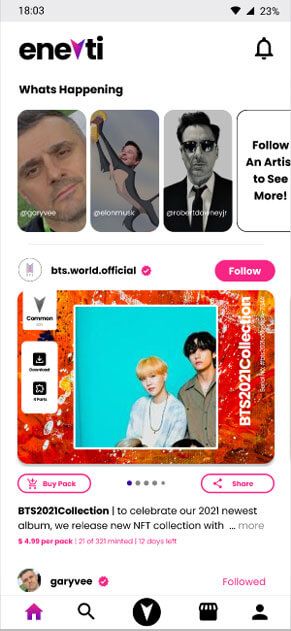 18:03
23%
enevti
Whats Happening
@garyvee
@elonmusk
@robertdowneyjr
Follow
An Artis
to See
More!
bts.world.official
Follow
Common
Download
4 Parts
BTS2021Collection
Buy Pack
Share
BTS2021Collection | to celebrate our 2021 newest
album, we release new NFT collection with ... more
$ 4.99 per pack | 21 of 321 minted | 12 days left
garyvee
Followed